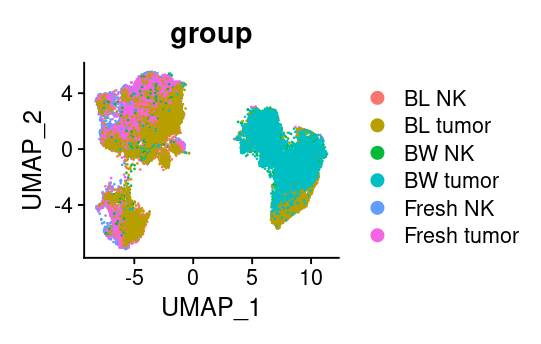 group
UMAP_2
4
0
-4
-5
0
5
10
UMAP_1
BL NK
BL tumor
BW NK
BW tumor
Fresh NK
Fresh tumor